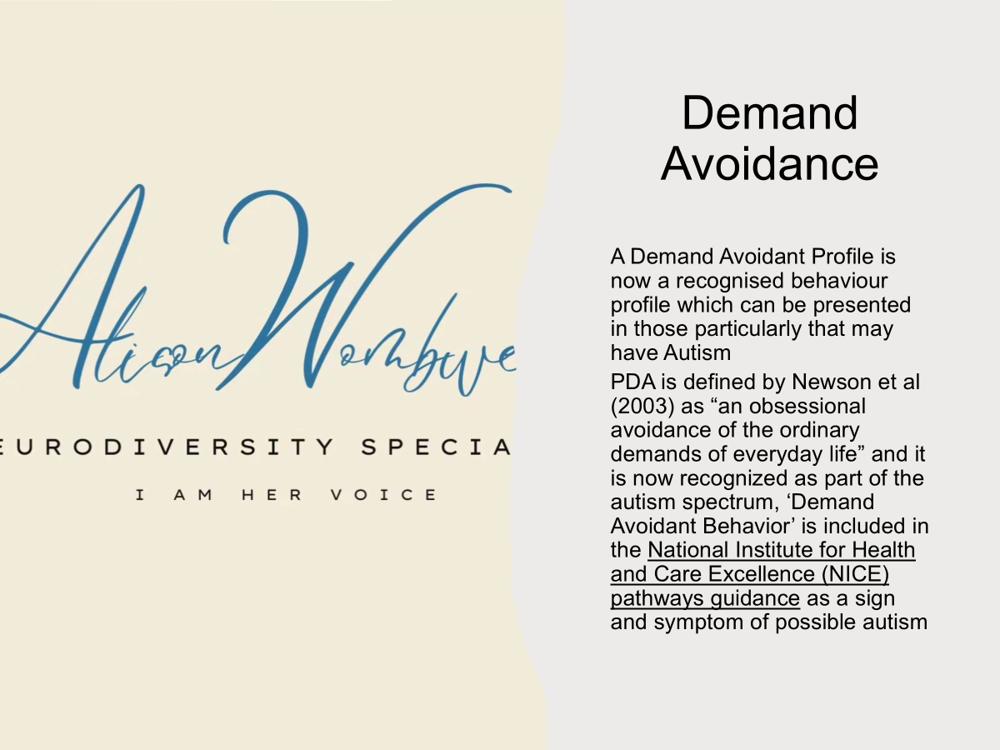 Alison Wombwe
EURODIVERSITY SPECIA
I AM HER VOICE
Demand
Avoidance
A Demand Avoidant Profile is
now a recognised behaviour
profile which can be presented
in those particularly that may
have Autism
PDA is defined by Newson et al
(2003) as “an obsessional
avoidance of the ordinary
demands of everyday life” and it
is now recognized as part of the
autism spectrum, ‘Demand
Avoidant Behavior’ is included in
the National Institute for Health
and Care Excellence (NICE)
pathways guidance as a sign
and symptom of possible autism